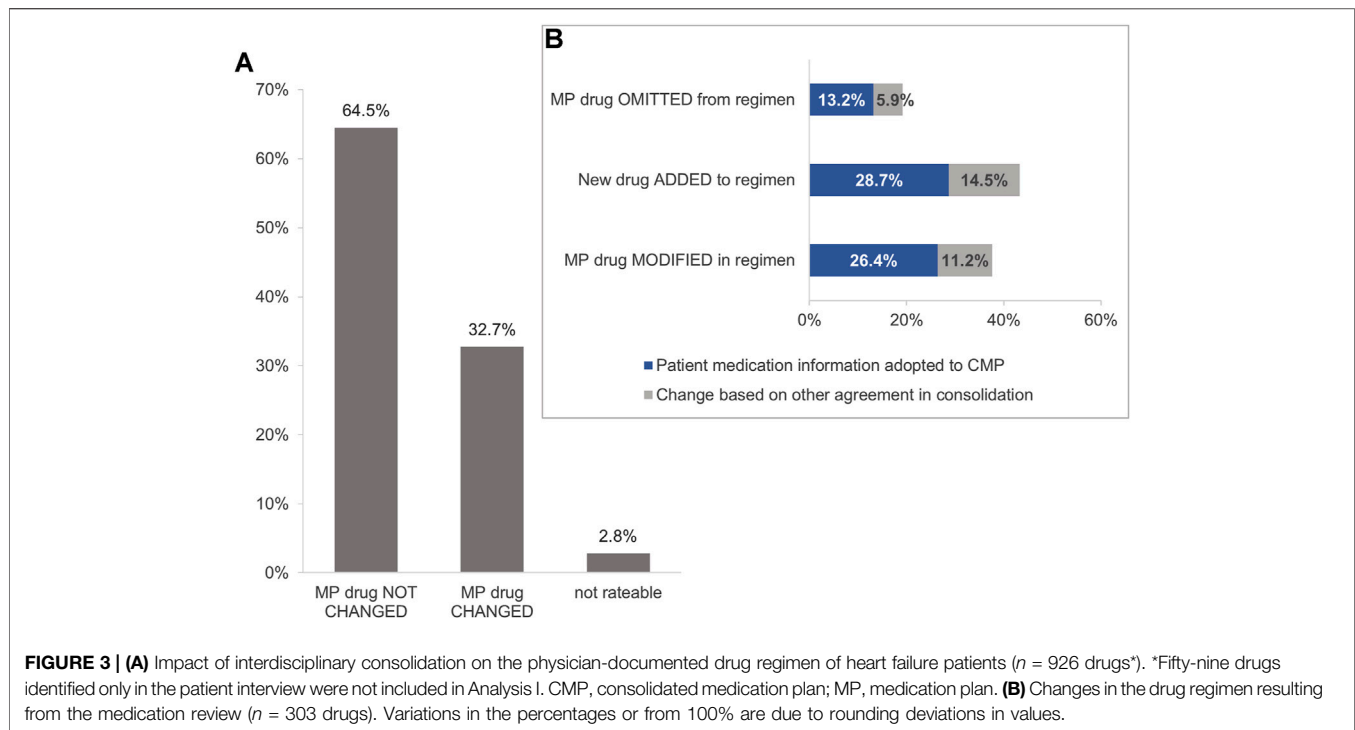 A
70%
60%
50%
40%
30%
20%
10%
0%
64.5%
32.7%
2.8%
MP drug NOT
CHANGED
MP drug
CHANGED
not rateable
B
MP drug OMITTED from regimen
13.2% 5.9%
New drug ADDED to regimen
28.7% 14.5%
MP drug MODIFIED in regimen
26.4% 11.2%
0% 20% 40% 60%
Patient medication information adopted to CMP
Change based on other agreement in consolidation
FIGURE 3 | (A) Impact of interdisciplinary consolidation on the physician-documented drug regimen of heart failure patients (n = 926 drugs*). *Fifty-nine drugs
identified only in the patient interview were not included in Analysis I. CMP, consolidated medication plan; MP, medication plan. (B) Changes in the drug regimen resulting
from the medication review (n = 303 drugs). Variations in the percentages or from 100% are due to rounding deviations in values.